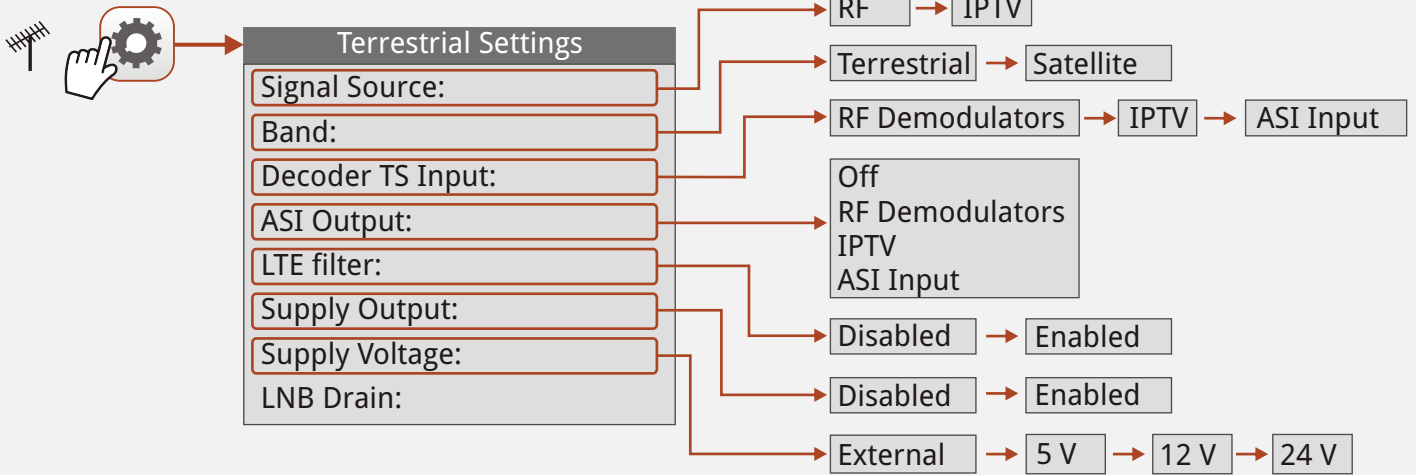 RF IPTV
Terrestrial Settings
Signal Source:
Terrestrial Satellite
Band:
RF Demodulators IPTV ASI Input
Decoder TS Input:
ASI Output:
Off
RF Demodulators
IPTV
ASI Input
LTE filter:
Disabled Enabled
Supply Output:
Disabled Enabled
Supply Voltage:
External 5 V 12 V 24 V
LNB Drain: